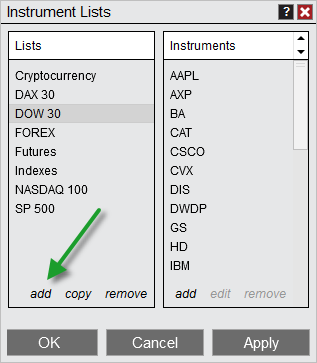 Instrument Lists ?
Lists
Cryptocurrency
DAX 30
DOW 30
FOREX
Futures
Indexes
NASDAQ 100
SP 500
add copy remove
Instruments
AAPL
AXP
BA
CAT
CSCO
CVX
DIS
DWDP
GS
HD
IBM
add edit remove
OK Cancel Apply